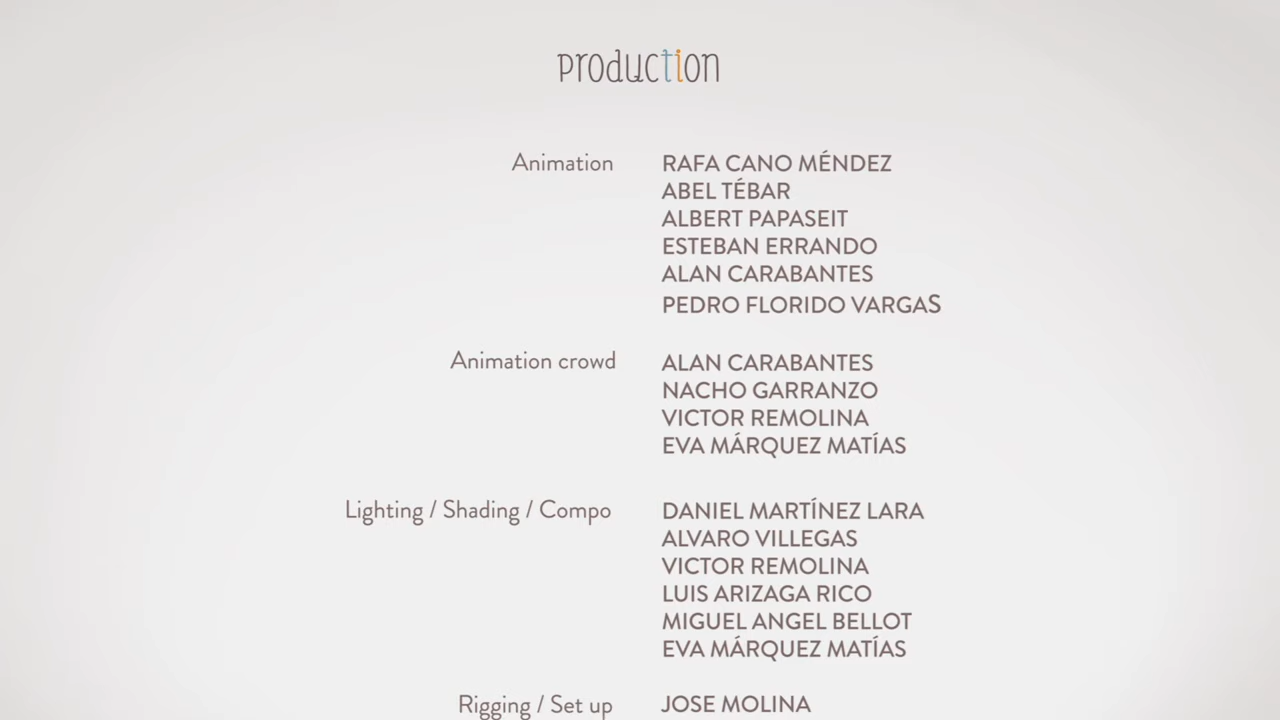 production
Animation RAFA CANO MÉNDEZ
ABEL TÉBAR
ALBERT PAPASEIT
ESTEBAN ERRANDO
ALAN CARABANTES
PEDRO FLORIDO VARGAS
Animation crowd ALAN CARABANTES
NACHO GARRANZO
VICTOR REMOLINA
EVA MÁRQUEZ MATÍAS
Lighting / Shading / Compo DANIEL MARTÍNEZ LARA
ALVARO VILLEGAS
VICTOR REMOLINA
LUIS ARIZAGA RICO
MIGUEL ANGEL BELLOT
EVA MÁRQUEZ MATÍAS
Rigging / Set up JOSE MOLINA